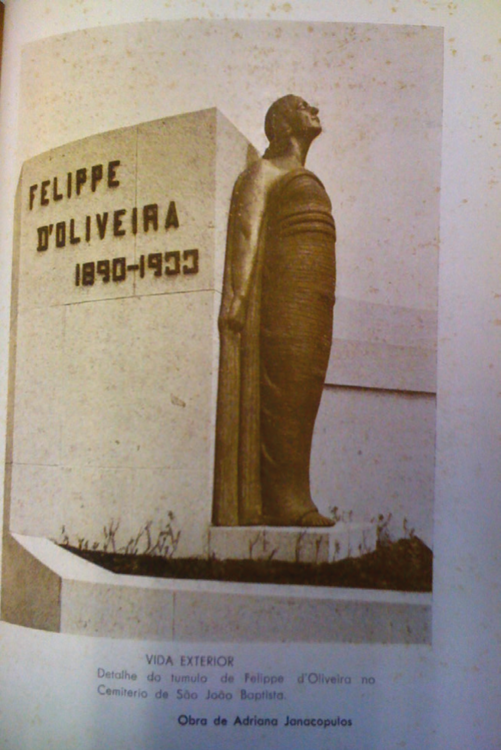 FELIPPE
D'OLIVEIRA
1890-1933
VIDA EXTERIOR
Detalhe do tumulo de Felippe d'Oliveira no
Cemiterio de São João Baptista.
Obra de Adriana Janacopulos